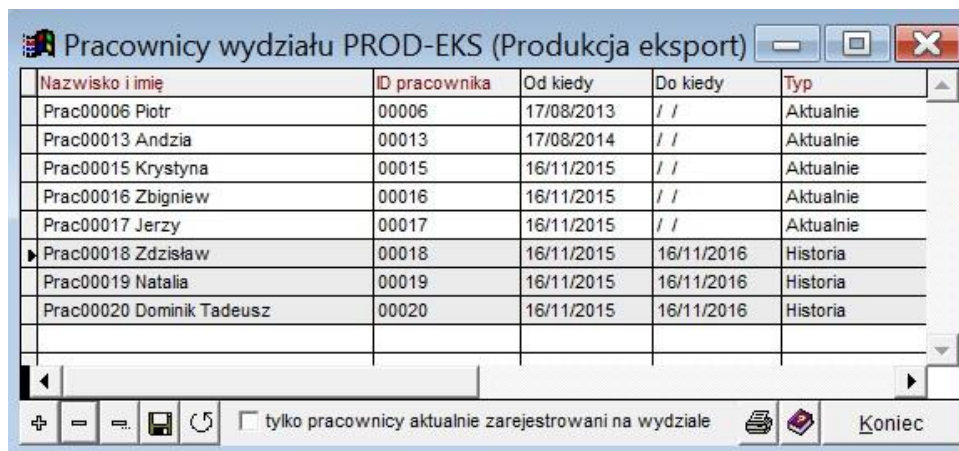 Pracownicy wydziału PROD-EKS (Produkcja eksport)
Nazwisko i imię ID pracownika Od kiedy Do kiedy Typ
Prac00006 Piotr 00006 17/08/2013 / / Aktualnie
Prac00013 Andzia 00013 17/08/2014 / / Aktualnie
Prac00015 Krystyna 00015 16/11/2015 / / Aktualnie
Prac00016 Zbigniew 00016 16/11/2015 / / Aktualnie
Prac00017 Jerzy 00017 16/11/2015 / / Aktualnie
Prac00018 Zdzisław 00018 16/11/2015 16/11/2016 Historia
Prac00019 Natalia 00019 16/11/2015 16/11/2016 Historia
Prac00020 Dominik Tadeusz 00020 16/11/2015 16/11/2016 Historia
tylko pracownicy aktualnie zarejestrowani na wydziale Koniec